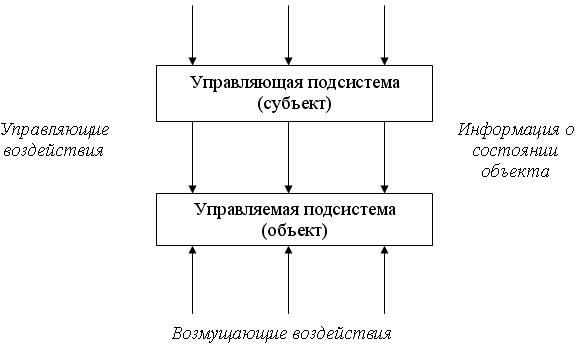 Управляющая подсистема
(субъект)
Управляющие
воздействия
Информация о
состоянии
объекта
Управляемая подсистема
(объект)
Возмущающие воздействия